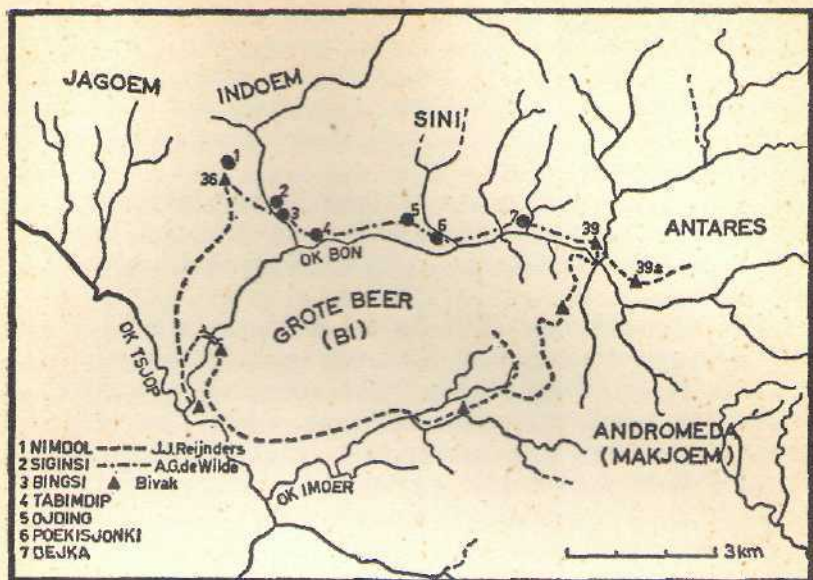 JAGOEM
INDOEM
SINI
1
36
2
3
4
5
6
7
39
39a
ANTARES
OK BON
GROTE BEER
(BI)
OK TSJOP
ANDROMEDA
(MAKJOEM)
OK IMOER
1 NIMDOL J.J.Reijnders
2 SIGINSI A.G.de Wilde
3 BINGSI Bivak
4 TABIMDIP
5 OJDING
6 POEKISJONKI
7 DEJKA
3 km